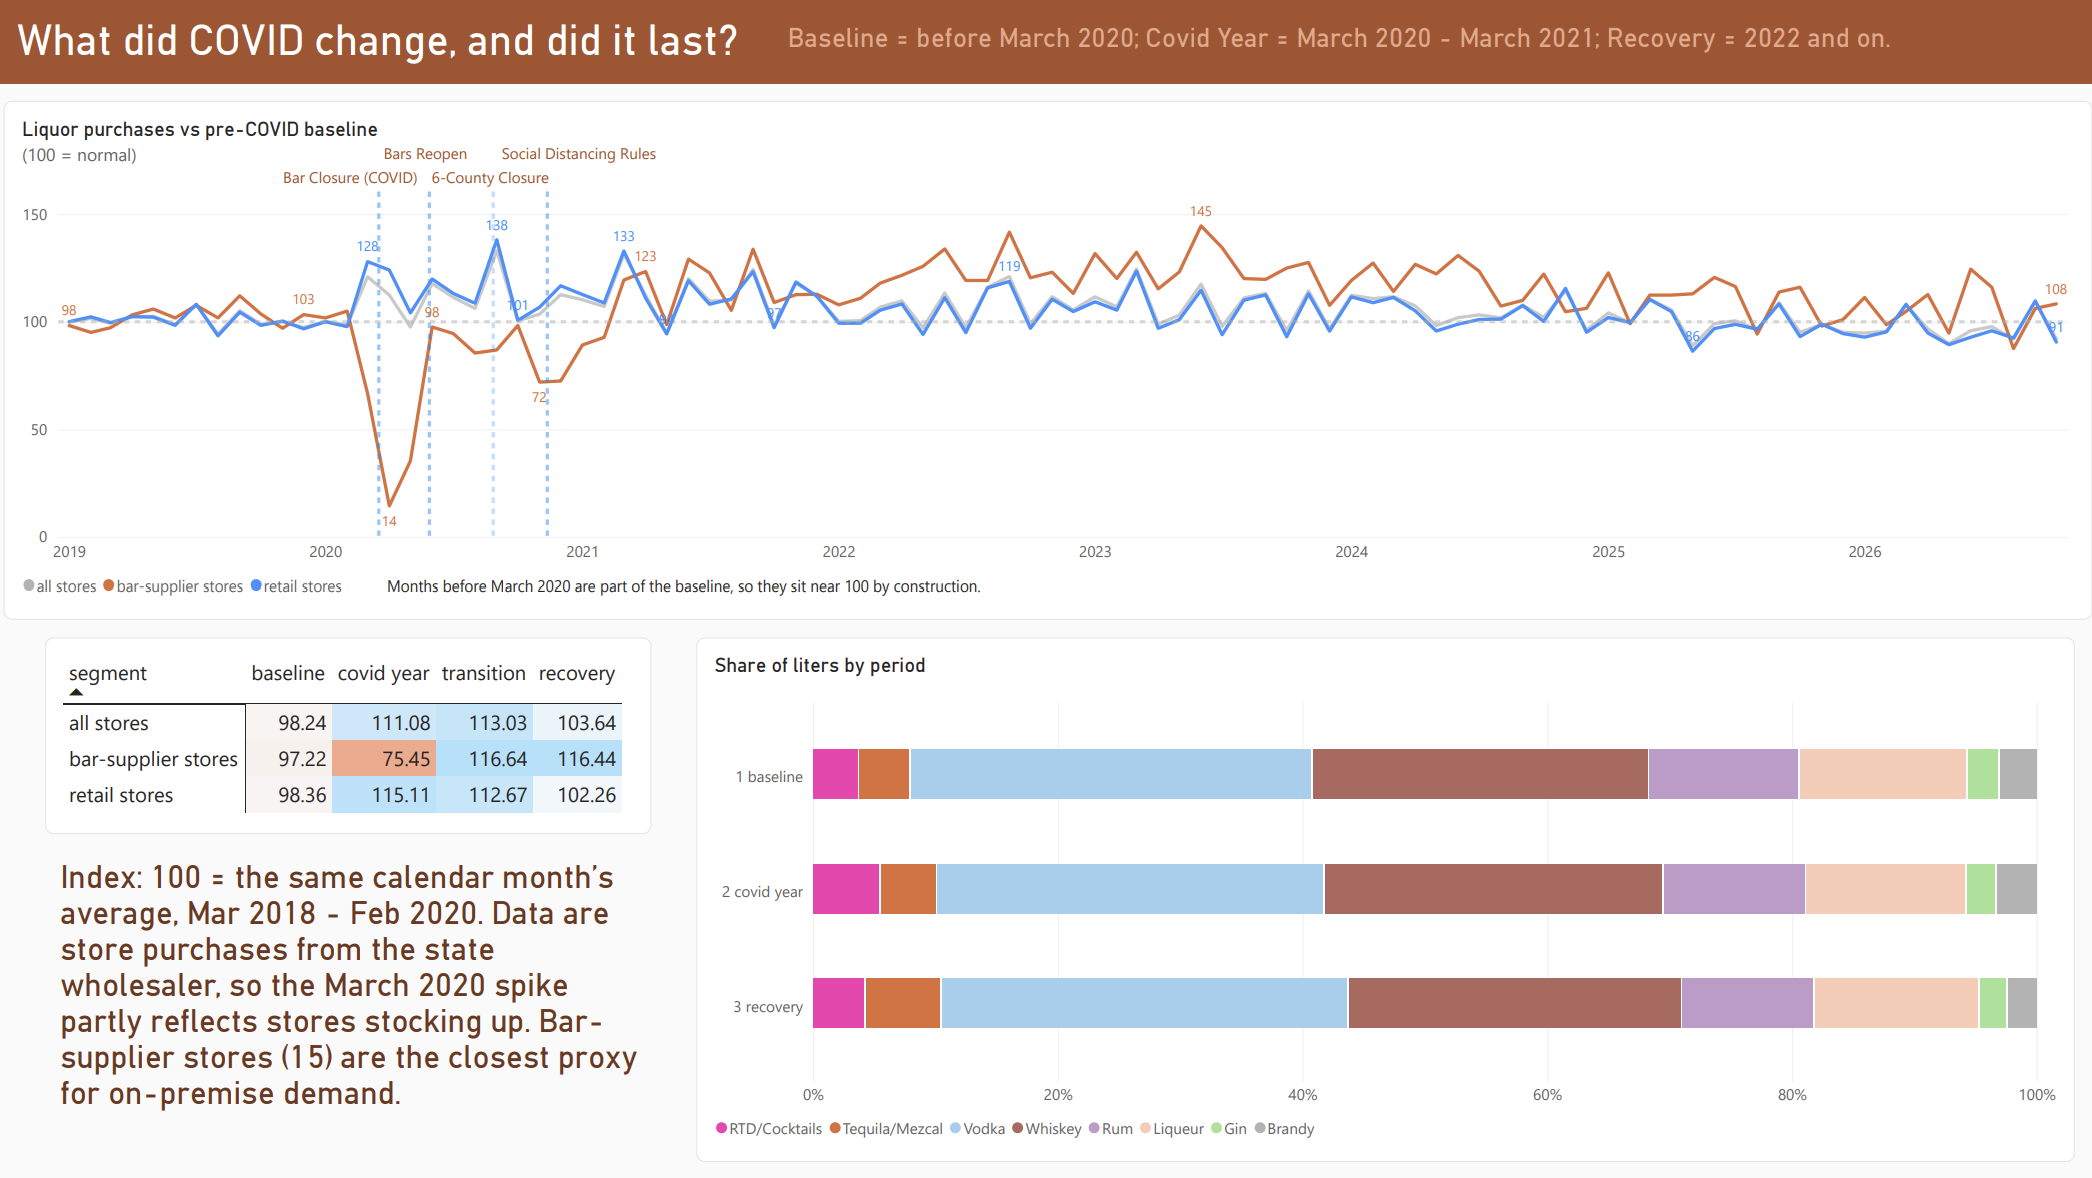 What did COVID change, and did it last?
Baseline = before March 2020; Covid Year = March 2020 - March 2021; Recovery = 2022 and on.
Liquor purchases vs pre-COVID baseline
(100 = normal)
Bars Reopen
Social Distancing Rules
Bar Closure (COVID)
6-County Closure
150
100
50
0
98
103
128
14
98
138
101
72
133
123
97
119
145
86
108
91
2019
2020
2021
2022
2023
2024
2025
2026
all stores
bar-supplier stores
retail stores
Months before March 2020 are part of the baseline, so they sit near 100 by construction.
segment baseline covid year transition recovery
all stores 98.24 111.08 113.03 103.64
bar-supplier stores 97.22 75.45 116.64 116.44
retail stores 98.36 115.11 112.67 102.26
Index: 100 = the same calendar month’s
average, Mar 2018 - Feb 2020. Data are
store purchases from the state
wholesaler, so the March 2020 spike
partly reflects stores stocking up. Bar-
supplier stores (15) are the closest proxy
for on-premise demand.
Share of liters by period
1 baseline
2 covid year
3 recovery
0% 20% 40% 60% 80% 100%
RTD/Cocktails Tequila/Mezcal Vodka Whiskey Rum Liqueur Gin Brandy